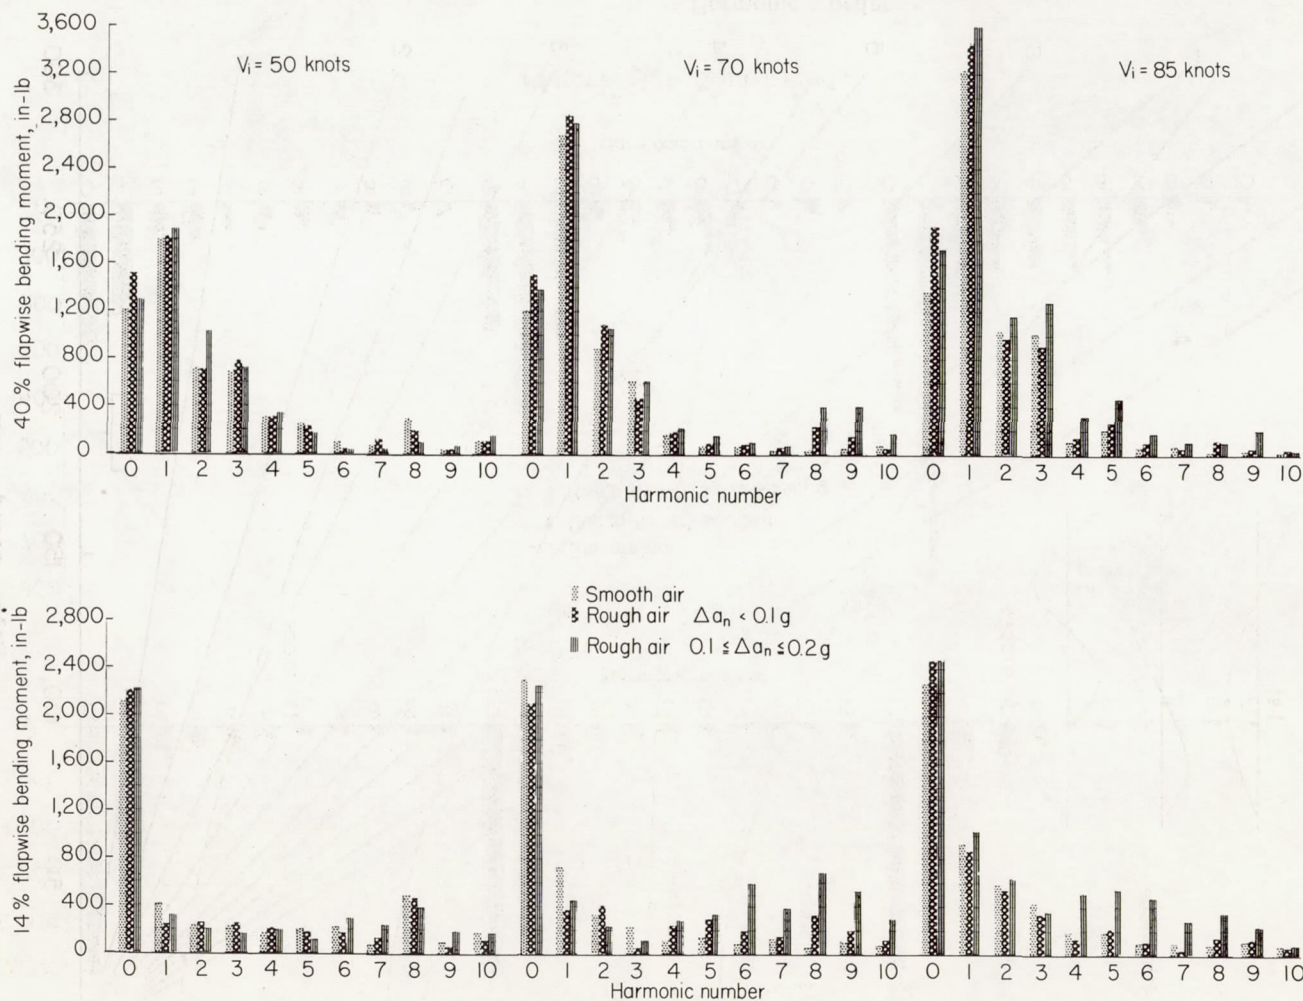 3,600
3,200
2,800
2,400
2,000
1,600
1,200
800
400
0
40% flapwise bending moment, in-lb
Vi = 50 knots
Vi = 70 knots
Vi = 85 knots
0 1 2 3 4 5 6 7 8 9 10 0 1 2 3 4 5 6 7 8 9 10 0 1 2 3 4 5 6 7 8 9 10
Harmonic number
Smooth air
Rough air Δan < 0.1g
Rough air 0.1 ≦ Δan ≦ 0.2g
2,800
2,400
2,000
1,600
1,200
800
400
0
14% flapwise bending moment, in-lb
0 1 2 3 4 5 6 7 8 9 10 0 1 2 3 4 5 6 7 8 9 10 0 1 2 3 4 5 6 7 8 9 10
Harmonic number